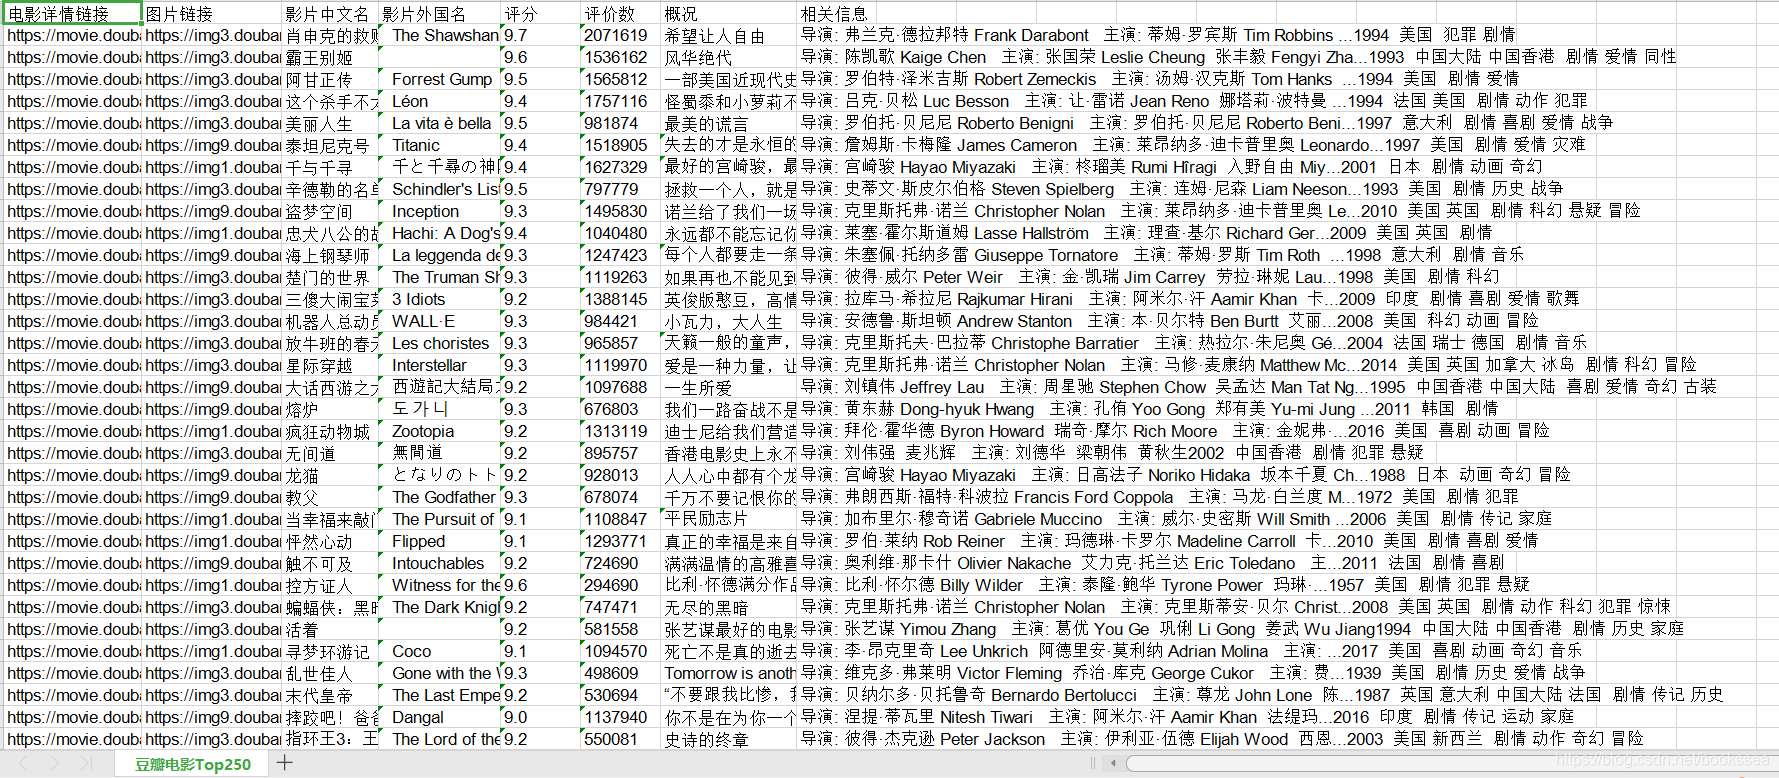 电影详情链接 图片链接 影片中文名 影片外国名 评分 评价数 概况 相关信息
https://movie.douba https://img3.douban 肖申克的救赎 The Shawshan 9.7 2071619 希望让人自由 导演: 弗兰克·德拉邦特 Frank Darabont 主演: 蒂姆·罗宾斯 Tim Robbins ...1994 美国 犯罪 剧情
https://movie.douba https://img3.douban 霸王别姬 9.6 1536162 风华绝代 导演: 陈凯歌 Kaige Chen 主演: 张国荣 Leslie Cheung 张丰毅 Fengyi Zha...1993 中国大陆 中国香港 剧情 爱情 同性
https://movie.douba https://img3.douban 阿甘正传 Forrest Gump 9.5 1565812 一部美国近现代史 导演: 罗伯特·泽米吉斯 Robert Zemeckis 主演: 汤姆·汉克斯 Tom Hanks ...1994 美国 剧情 爱情
https://movie.douba https://img3.douban 这个杀手不太 Léon 9.4 1757116 怪蜀黍和小萝莉不 导演: 吕克·贝松 Luc Besson 主演: 让·雷诺 Jean Reno 娜塔莉·波特曼 ...1994 法国 美国 剧情 动作 犯罪
https://movie.douba https://img3.douban 美丽人生 La vita è bella 9.5 981874 最美的谎言 导演: 罗伯托·贝尼尼 Roberto Benigni 主演: 罗伯托·贝尼尼 Roberto Beni...1997 意大利 剧情 喜剧 爱情 战争
https://movie.douba https://img9.douban 泰坦尼克号 Titanic 9.4 1518905 失去的才是永恒的 导演: 詹姆斯·卡梅隆 James Cameron 主演: 莱昂纳多·迪卡普里奥 Leonardo...1997 美国 剧情 爱情 灾难
https://movie.douba https://img1.douban 千与千寻 千と千尋の神隠 9.4 1627329 最好的宫崎骏，最 导演: 宫崎骏 Hayao Miyazaki 主演: 柊瑠美 Rumi Hîragi 入野自由 Miy...2001 日本 剧情 动画 奇幻
https://movie.douba https://img3.douban 辛德勒的名单 Schindler's List 9.5 797779 拯救一个人，就是 导演: 史蒂文·斯皮尔伯格 Steven Spielberg 主演: 连姆·尼森 Liam Neeson...1993 美国 剧情 历史 战争
https://movie.douba https://img9.douban 盗梦空间 Inception 9.3 1495830 诺兰给了我们一场 导演: 克里斯托弗·诺兰 Christopher Nolan 主演: 莱昂纳多·迪卡普里奥 Le...2010 美国 英国 剧情 科幻 悬疑 冒险
https://movie.douba https://img1.douban 忠犬八公的故 Hachi: A Dog's 9.4 1040480 永远都不能忘记你 导演: 莱塞·霍尔斯道姆 Lasse Hallström 主演: 理查·基尔 Richard Ger...2009 美国 英国 剧情
https://movie.douba https://img9.douban 海上钢琴师 La leggenda de 9.3 1247423 每个人都要走一条 导演: 朱塞佩·托纳多雷 Giuseppe Tornatore 主演: 蒂姆·罗斯 Tim Roth ...1998 意大利 剧情 音乐
https://movie.douba https://img3.douban 楚门的世界 The Truman Sh 9.3 1119263 如果再也不能见到 导演: 彼得·威尔 Peter Weir 主演: 金·凯瑞 Jim Carrey 劳拉·琳妮 Lau...1998 美国 剧情 科幻
https://movie.douba https://img3.douban 三傻大闹宝莱 3 Idiots 9.2 1388145 英俊版憨豆，高情 导演: 拉库马·希拉尼 Rajkumar Hirani 主演: 阿米尔·汗 Aamir Khan 卡...2009 印度 剧情 喜剧 爱情 歌舞
https://movie.douba https://img3.douban 机器人总动员 WALL·E 9.3 984421 小瓦力，大人生 导演: 安德鲁·斯坦顿 Andrew Stanton 主演: 本·贝尔特 Ben Burtt 艾丽...2008 美国 科幻 动画 冒险
https://movie.douba https://img3.douban 放牛班的春天 Les choristes 9.3 965857 天籁一般的童声， 导演: 克里斯托夫·巴拉蒂 Christophe Barratier 主演: 热拉尔·朱尼奥 Gé...2004 法国 瑞士 德国 剧情 音乐
https://movie.douba https://img3.douban 星际穿越 Interstellar 9.3 1119970 爱是一种力量，让 导演: 克里斯托弗·诺兰 Christopher Nolan 主演: 马修·麦康纳 Matthew Mc...2014 美国 英国 加拿大 冰岛 剧情 科幻 冒险
https://movie.douba https://img9.douban 大话西游之大 西遊記大結局之 9.2 1097688 一生所爱 导演: 刘镇伟 Jeffrey Lau 主演: 周星驰 Stephen Chow 吴孟达 Man Tat Ng...1995 中国香港 中国大陆 喜剧 爱情 奇幻 古装
https://movie.douba https://img9.douban 熔炉 도가니 9.3 676803 我们一路奋战不是 导演: 黄东赫 Dong-hyuk Hwang 主演: 孔侑 Yoo Gong 郑有美 Yu-mi Jung ...2011 韩国 剧情
https://movie.douba https://img1.douban 疯狂动物城 Zootopia 9.2 1313119 迪士尼给我们营造 导演: 拜伦·霍华德 Byron Howard 瑞奇·摩尔 Rich Moore 主演: 金妮弗·...2016 美国 喜剧 动画 冒险
https://movie.douba https://img3.douban 无间道 無間道 9.2 895757 香港电影史上永不 导演: 刘伟强 麦兆辉 主演: 刘德华 梁朝伟 黄秋生2002 中国香港 剧情 犯罪 悬疑
https://movie.douba https://img9.douban 龙猫 となりのトト 9.2 928013 人人心中都有个龙 导演: 宫崎骏 Hayao Miyazaki 主演: 日高法子 Noriko Hidaka 坂本千夏 Ch...1988 日本 动画 奇幻 冒险
https://movie.douba https://img9.douban 教父 The Godfather 9.3 678074 千万不要记恨你的 导演: 弗朗西斯·福特·科波拉 Francis Ford Coppola 主演: 马龙·白兰度 M...1972 美国 剧情 犯罪
https://movie.douba https://img1.douban 当幸福来敲门 The Pursuit of 9.1 1108847 平民励志片 导演: 加布里尔·穆奇诺 Gabriele Muccino 主演: 威尔·史密斯 Will Smith ...2006 美国 剧情 传记 家庭
https://movie.douba https://img1.douban 怦然心动 Flipped 9.1 1293771 真正的幸福是来自 导演: 罗伯·莱纳 Rob Reiner 主演: 玛德琳·卡罗尔 Madeline Carroll 卡...2010 美国 剧情 喜剧 爱情
https://movie.douba https://img9.douban 触不可及 Intouchables 9.2 724690 满满温情的高雅喜 导演: 奥利维·那卡什 Olivier Nakache 艾力克·托兰达 Eric Toledano 主...2011 法国 剧情 喜剧
https://movie.douba https://img1.douban 控方证人 Witness for the 9.6 294690 比利·怀德满分作品 导演: 比利·怀尔德 Billy Wilder 主演: 泰隆·鲍华 Tyrone Power 玛琳·...1957 美国 剧情 犯罪 悬疑
https://movie.douba https://img3.douban 蝙蝠侠：黑暗 The Dark Knig 9.2 747471 无尽的黑暗 导演: 克里斯托弗·诺兰 Christopher Nolan 主演: 克里斯蒂安·贝尔 Christ...2008 美国 英国 剧情 动作 科幻 犯罪 惊悚
https://movie.douba https://img3.douban 活着 9.2 581558 张艺谋最好的电影 导演: 张艺谋 Yimou Zhang 主演: 葛优 You Ge 巩俐 Li Gong 姜武 Wu Jiang1994 中国大陆 中国香港 剧情 历史 家庭
https://movie.douba https://img1.douban 寻梦环游记 Coco 9.1 1094570 死亡不是真的逝去 导演: 李·昂克里奇 Lee Unkrich 阿德里安·莫利纳 Adrian Molina 主演: ...2017 美国 喜剧 动画 奇幻 音乐
https://movie.douba https://img1.douban 乱世佳人 Gone with the W 9.3 498609 Tomorrow is anoth 导演: 维克多·弗莱明 Victor Fleming 乔治·库克 George Cukor 主演: 费...1939 美国 剧情 历史 爱情 战争
https://movie.douba https://img3.douban 末代皇帝 The Last Empe 9.2 530694 “不要跟我比惨，我 导演: 贝纳尔多·贝托鲁奇 Bernardo Bertolucci 主演: 尊龙 John Lone 陈...1987 英国 意大利 中国大陆 法国 剧情 传记 历史
https://movie.douba https://img9.douban 摔跤吧！爸爸 Dangal 9.0 1137940 你不是在为你一个 导演: 涅提·蒂瓦里 Nitesh Tiwari 主演: 阿米尔·汗 Aamir Khan 法缇玛...2016 印度 剧情 传记 运动 家庭
https://movie.douba https://img9.douban 指环王3：王 The Lord of the 9.2 550081 史诗的终章 导演: 彼得·杰克逊 Peter Jackson 主演: 伊利亚·伍德 Elijah Wood 西恩...2003 美国 新西兰 剧情 动作 奇幻 冒险
豆瓣电影Top250
https://blog.csdn.net/bookssea